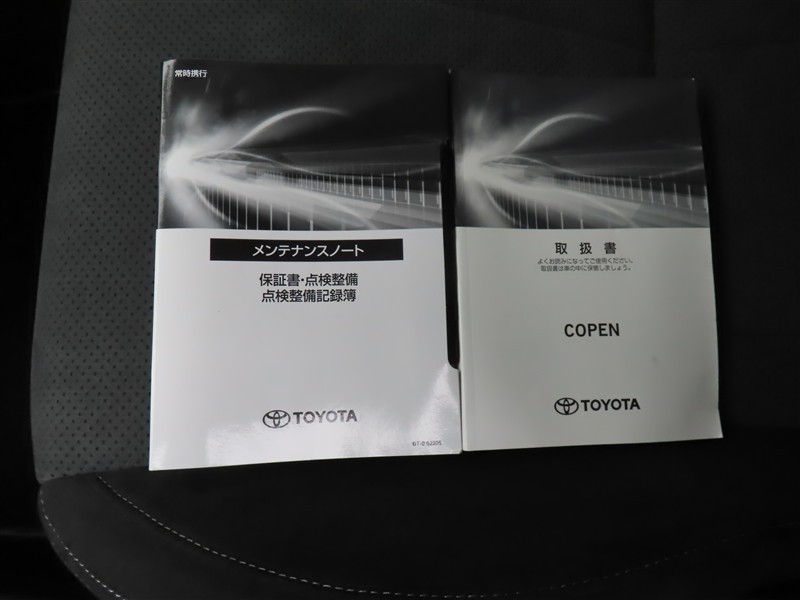 常時携行
メンテナンスノート
保証書・点検整備
点検整備記録簿
TOYOTA
取扱書
よくお読みになってご使用ください。
取扱書は車の中に保管しましょう。
COPEN
TOYOTA